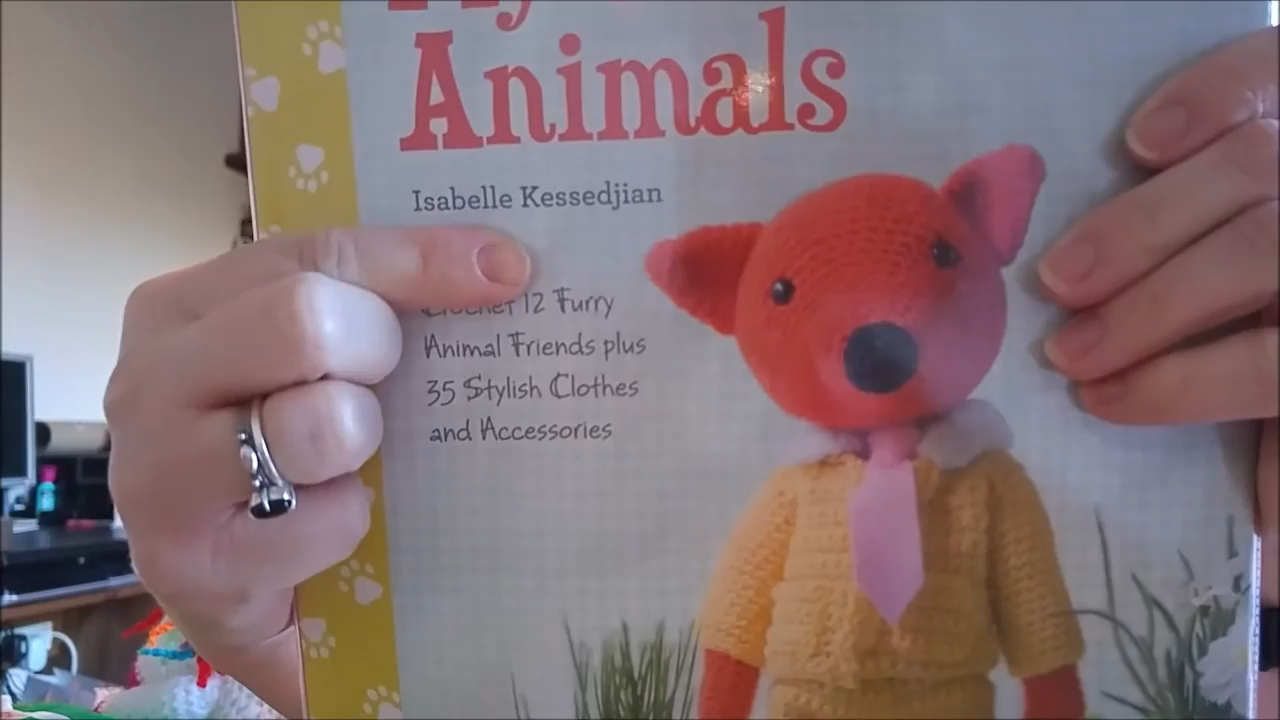 Animals
Isabelle Kessedjian
Crochet 12 Furry
Animal Friends plus
35 Stylish Clothes
and Accessories